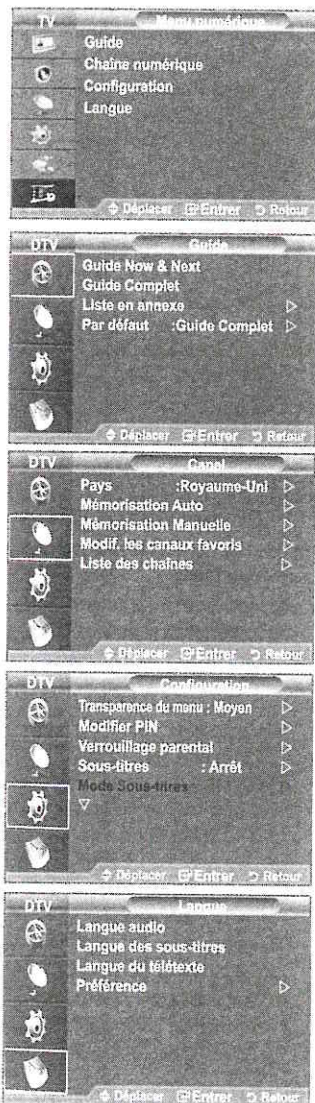 TV Menu numérique
Guide
Chaîne numérique
Configuration
Langue
Déplacer Entrer Retour
DTV Guide
Guide Now & Next
Guide Complet
Liste en annexe
Par défaut :Guide Complet
Déplacer Entrer Retour
DTV Canal
Pays :Royaume-Uni
Mémorisation Auto
Mémorisation Manuelle
Modif. les canaux favoris
Liste des chaînes
Déplacer Entrer Retour
DTV Configuration
Transparence du menu : Moyen
Modifier PIN
Verrouillage parental
Sous-titres : Arrêt
Mode Sous-titres
Déplacer Entrer Retour
DTV Langue
Langue audio
Langue des sous-titres
Langue du télétexte
Préférence
Déplacer Entrer Retour